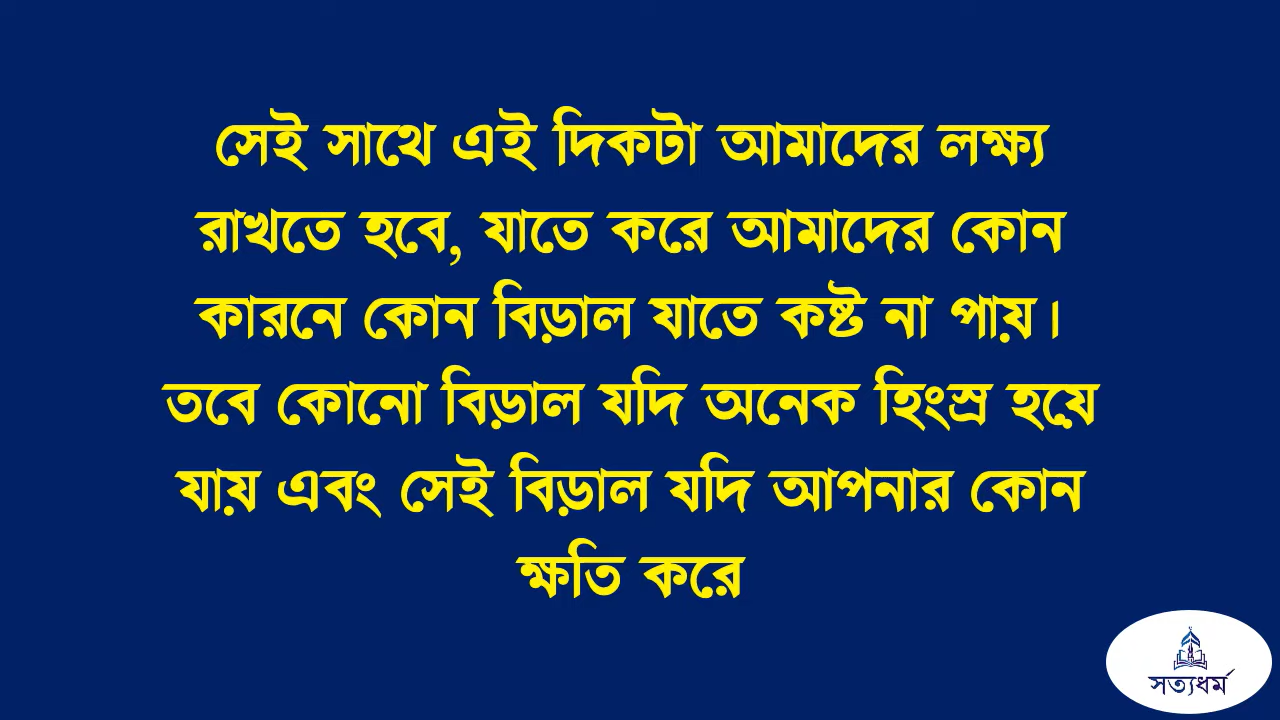 সেই সাথে এই দিকটা আমাদের লক্ষ্য
রাখতে হবে, যাতে করে আমাদের কোন
কারনে কোন বিড়াল যাতে কষ্ট না পায়।
তবে কোনো বিড়াল যদি অনেক হিংস্র হযে
যায় এবং সেই বিড়াল যদি আপনার কোন
ক্ষতি করে
সত্যধর্ম